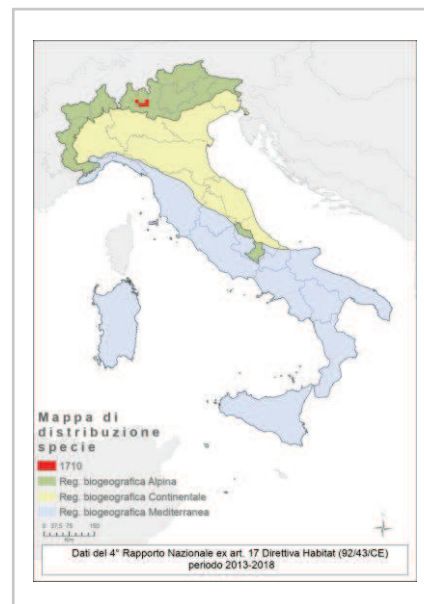 Mappa di
distribuzione
specie
1710
Reg. biogeografica Alpina
Reg. biogeografica Continentale
Reg. biogeografica Mediterranea
0 37,5 75 150
Km
Dati del 4° Rapporto Nazionale ex art. 17 Direttiva Habitat (92/43/CE)
periodo 2013-2018